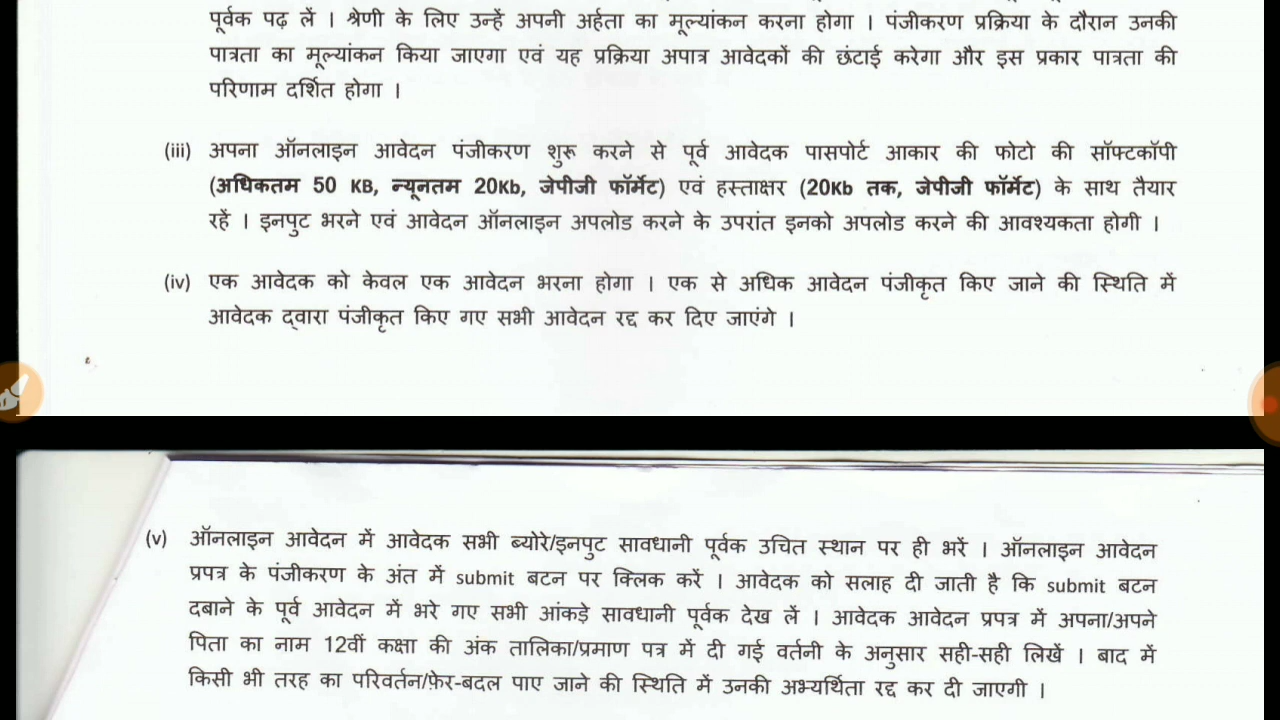 पूर्वक पढ़ लें । श्रेणी के लिए उन्हें अपनी अर्हता का मूल्यांकन करना होगा । पंजीकरण प्रक्रिया के दौरान उनकी
पात्रता का मूल्यांकन किया जाएगा एवं यह प्रक्रिया अपात्र आवेदकों की छंटाई करेगा और इस प्रकार पात्रता की
परिणाम दर्शित होगा ।
(iii) अपना ऑनलाइन आवेदन पंजीकरण शुरू करने से पूर्व आवेदक पासपोर्ट आकार की फोटो की सॉफ्टकॉपी
(अधिकतम 50 KB, न्यूनतम 20Kb, जेपीजी फॉर्मेट) एवं हस्ताक्षर (20Kb तक, जेपीजी फॉर्मेट) के साथ तैयार
रहें । इनपुट भरने एवं आवेदन ऑनलाइन अपलोड करने के उपरांत इनको अपलोड करने की आवश्यकता होगी ।
(iv) एक आवेदक को केवल एक आवेदन भरना होगा । एक से अधिक आवेदन पंजीकृत किए जाने की स्थिति में
आवेदक द्वारा पंजीकृत किए गए सभी आवेदन रद्द कर दिए जाएंगे ।
(v) ऑनलाइन आवेदन में आवेदक सभी ब्योरे/इनपुट सावधानी पूर्वक उचित स्थान पर ही भरें । ऑनलाइन आवेदन
प्रपत्र के पंजीकरण के अंत में submit बटन पर क्लिक करें । आवेदक को सलाह दी जाती है कि submit बटन
दबाने के पूर्व आवेदन में भरे गए सभी आंकड़े सावधानी पूर्वक देख लें । आवेदक आवेदन प्रपत्र में अपना/अपने
पिता का नाम 12वीं कक्षा की अंक तालिका/प्रमाण पत्र में दी गई वर्तनी के अनुसार सही-सही लिखें । बाद में
किसी भी तरह का परिवर्तन/फ़ेर-बदल पाए जाने की स्थिति में उनकी अभ्यर्थिता रद्द कर दी जाएगी ।